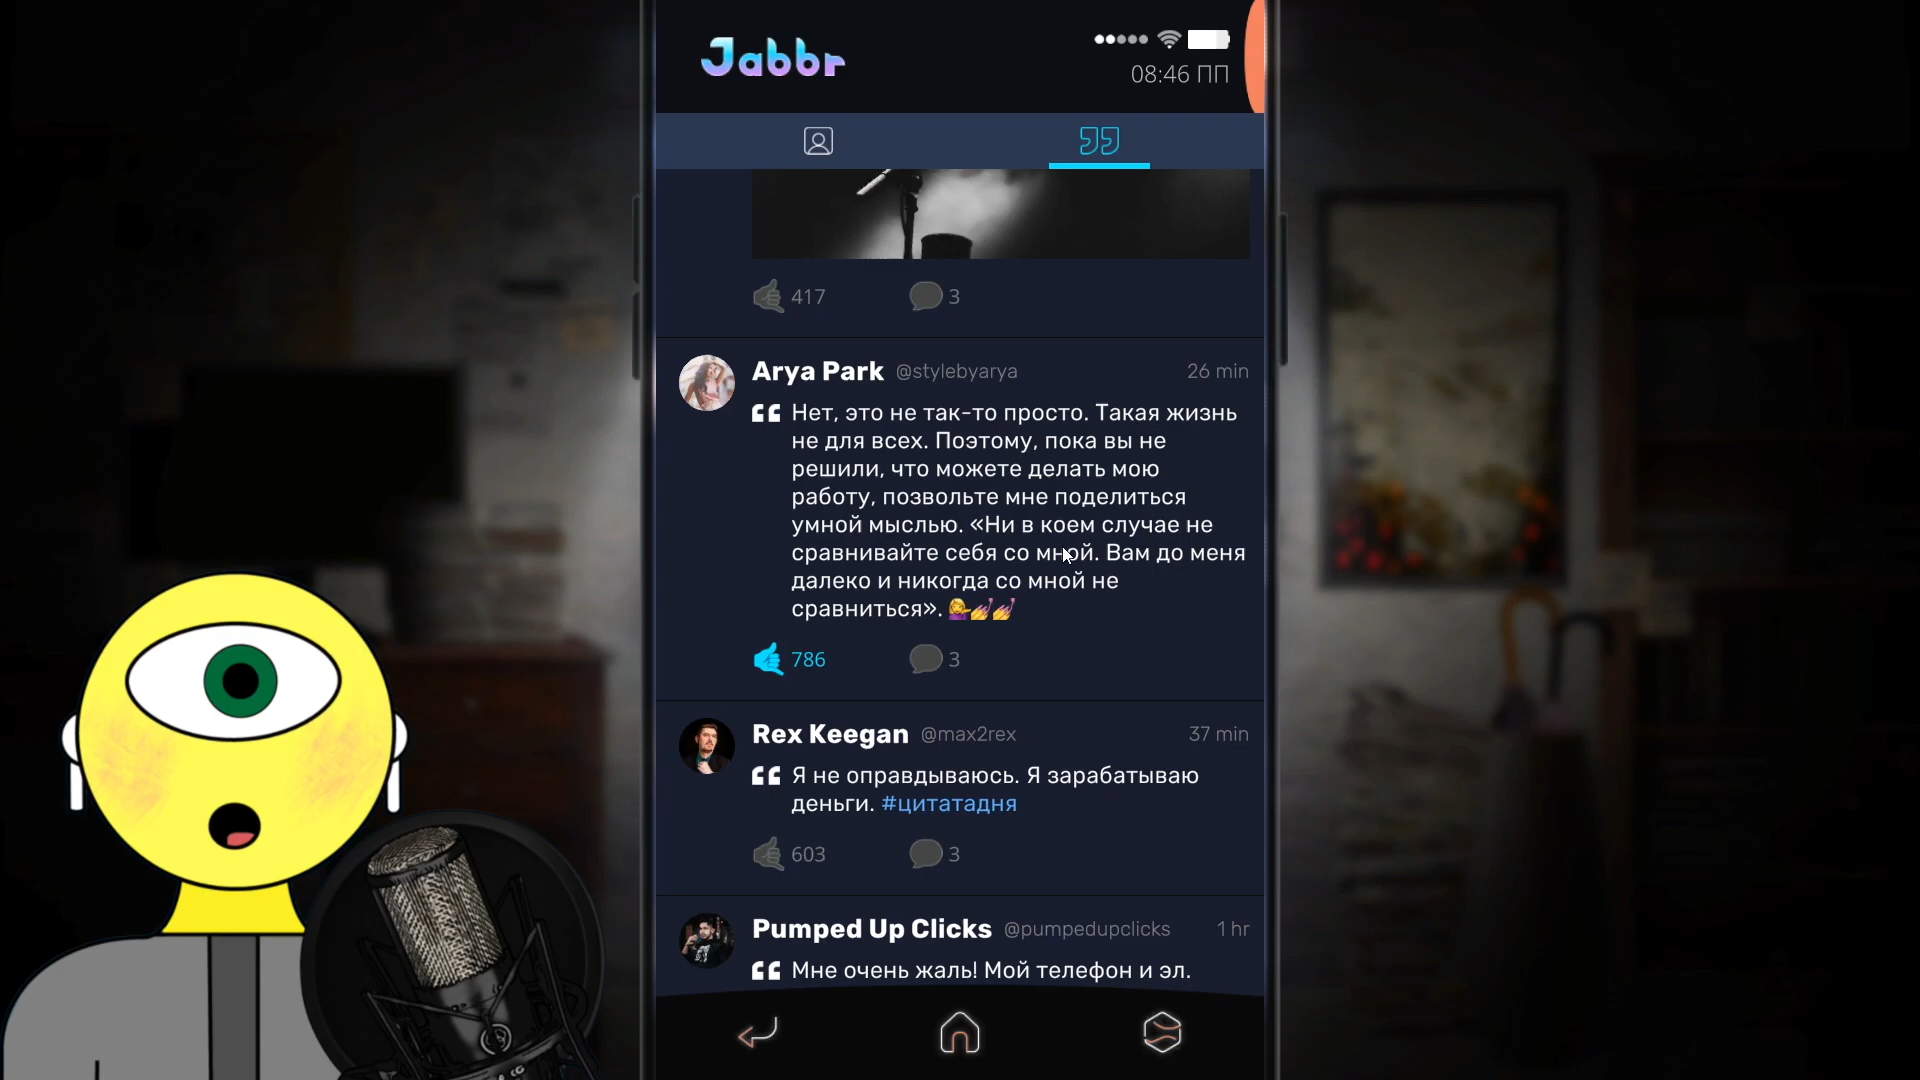 Jabbr
08:46 ПП
417
3
Arya Park @stylebyarya 26 min
Нет, это не так-то просто. Такая жизнь
не для всех. Поэтому, пока вы не
решили, что можете делать мою
работу, позвольте мне поделиться
умной мыслью. «Ни в коем случае не
сравнивайте себя со мной. Вам до меня
далеко и никогда со мной не
сравниться». 💁‍♀️💅💅
786
3
Rex Keegan @max2rex 37 min
Я не оправдываюсь. Я зарабатываю
деньги. #цитатадня
603
3
Pumped Up Clicks @pumpedupclicks 1 hr
Мне очень жаль! Мой телефон и эл.